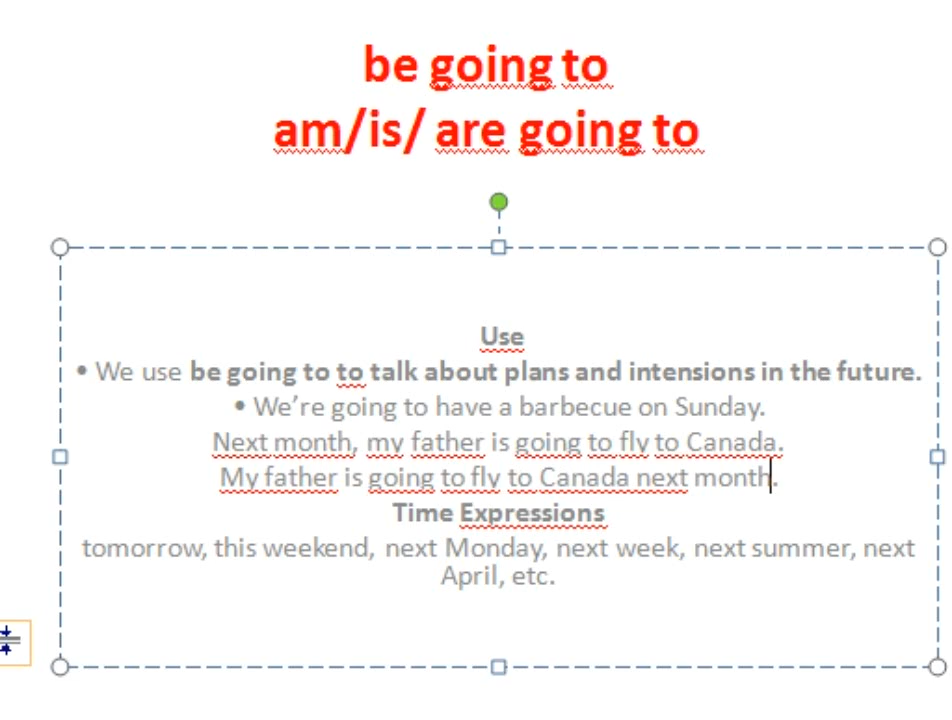 be going to
am/is/ are going to
Use
• We use be going to to talk about plans and intensions in the future.
• We’re going to have a barbecue on Sunday.
Next month, my father is going to fly to Canada.
My father is going to fly to Canada next month.
Time Expressions
tomorrow, this weekend, next Monday, next week, next summer, next
April, etc.